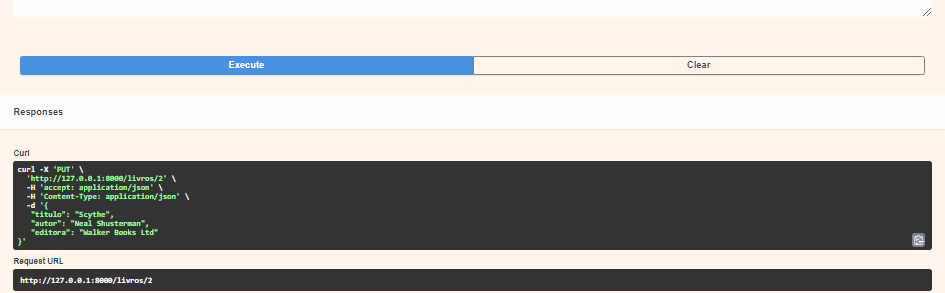 Execute
Clear
Responses
Curl
curl -X 'PUT' \
  'http://127.0.0.1:8000/livros/2' \
  -H 'accept: application/json' \
  -H 'Content-Type: application/json' \
  -d '{
   "titulo": "Scythe",
   "autor": "Neal Shusterman",
   "editora": "Walker Books Ltd"
}'
Request URL
http://127.0.0.1:8000/livros/2